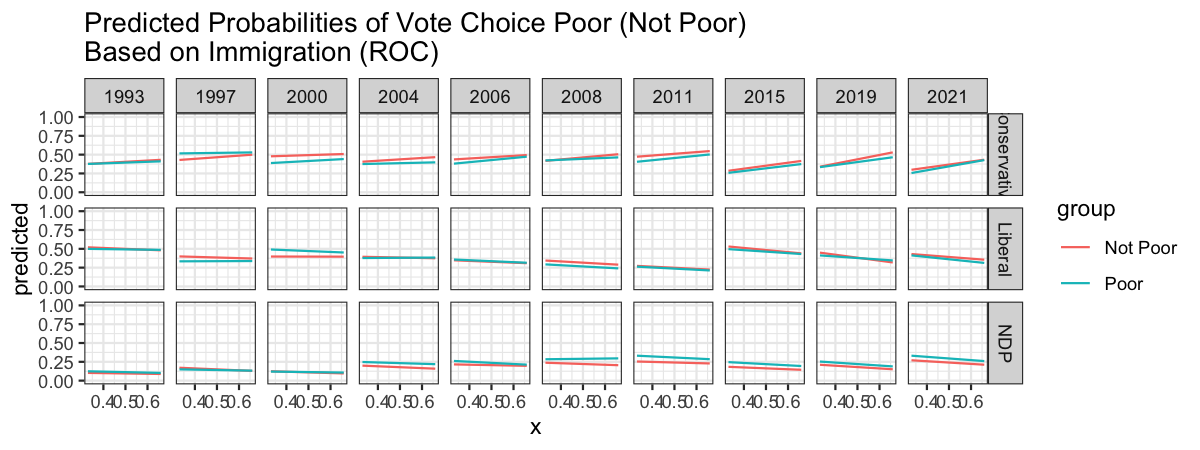 Predicted Probabilities of Vote Choice Poor (Not Poor)
Based on Immigration (ROC)
1993 1997 2000 2004 2006 2008 2011 2015 2019 2021
1.00
0.75
0.50
0.25
0.00
onservativ
1.00
0.75
0.50
0.25
0.00
Liberal
1.00
0.75
0.50
0.25
0.00
NDP
predicted
0.4 0.5 0.6 0.4 0.5 0.6 0.4 0.5 0.6 0.4 0.5 0.6 0.4 0.5 0.6 0.4 0.5 0.6 0.4 0.5 0.6 0.4 0.5 0.6 0.4 0.5 0.6 0.4 0.5 0.6
x
group
Not Poor
Poor